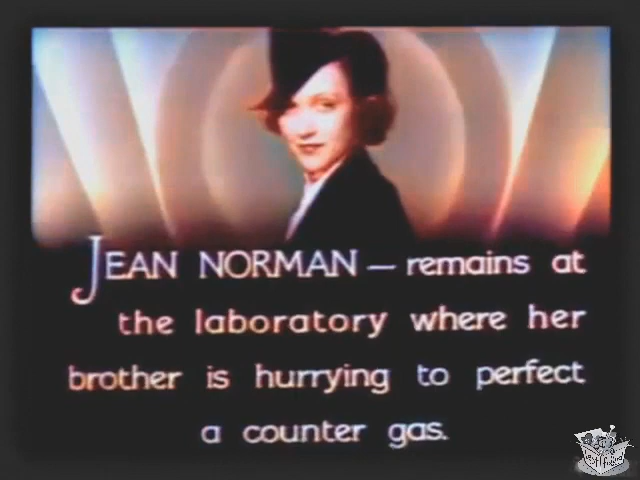 JEAN NORMAN — remains at
the laboratory where her
brother is hurrying to perfect
a counter gas.